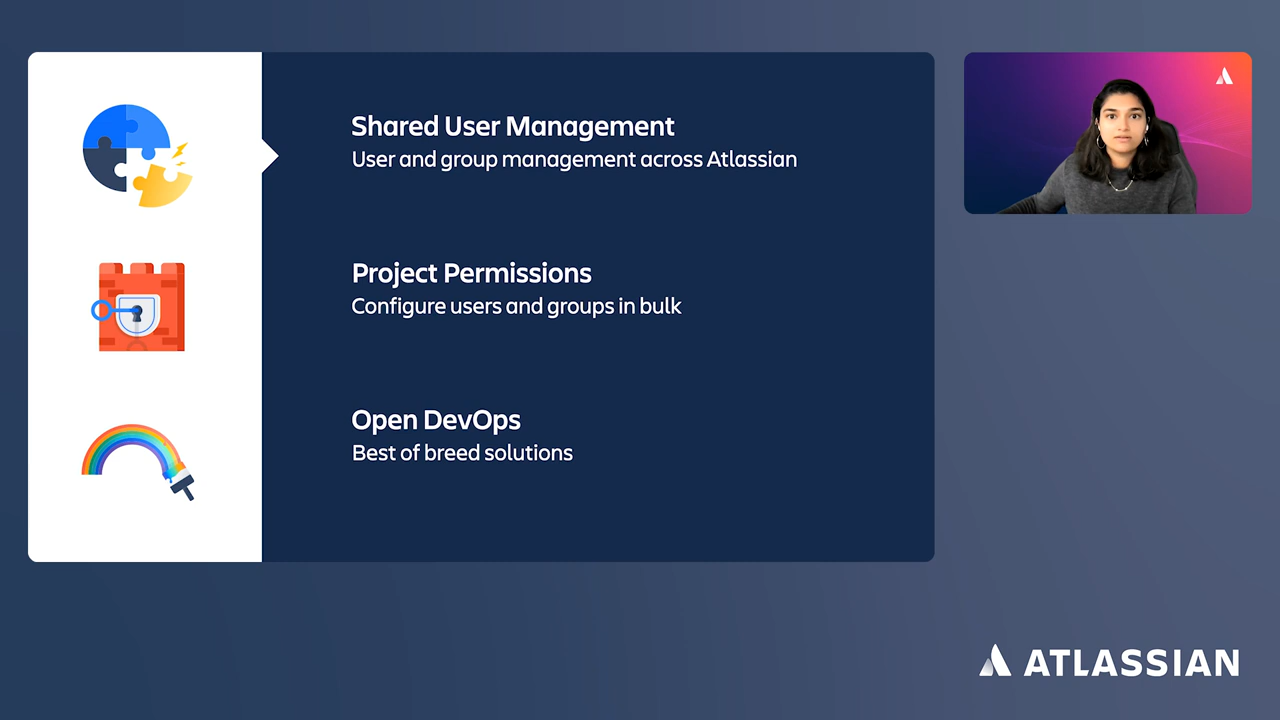 Shared User Management
User and group management across Atlassian
Project Permissions
Configure users and groups in bulk
Open DevOps
Best of breed solutions
ATLASSIAN